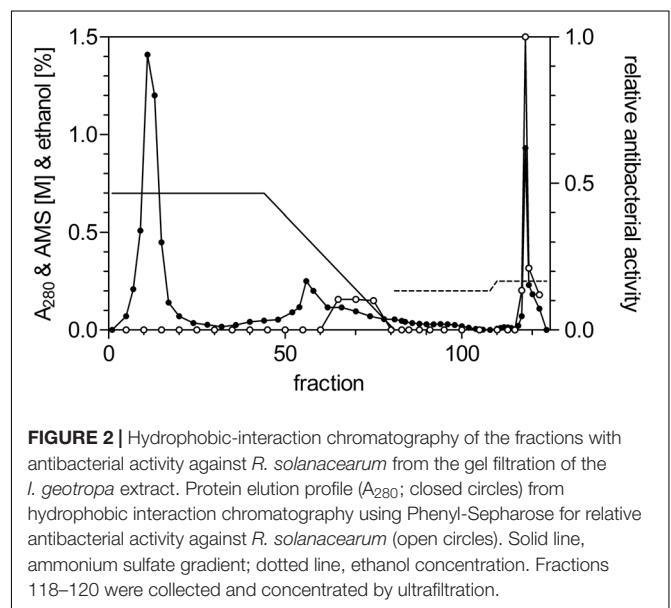 1.5
1.0
0.5
0.0
A280 & AMS [M] & ethanol [%]
1.0
0.5
0.0
relative antibacterial activity
0
50
100
fraction
FIGURE 2 | Hydrophobic-interaction chromatography of the fractions with
antibacterial activity against R. solanacearum from the gel filtration of the
I. geotropa extract. Protein elution profile (A280; closed circles) from
hydrophobic interaction chromatography using Phenyl-Sepharose for relative
antibacterial activity against R. solanacearum (open circles). Solid line,
ammonium sulfate gradient; dotted line, ethanol concentration. Fractions
118–120 were collected and concentrated by ultrafiltration.